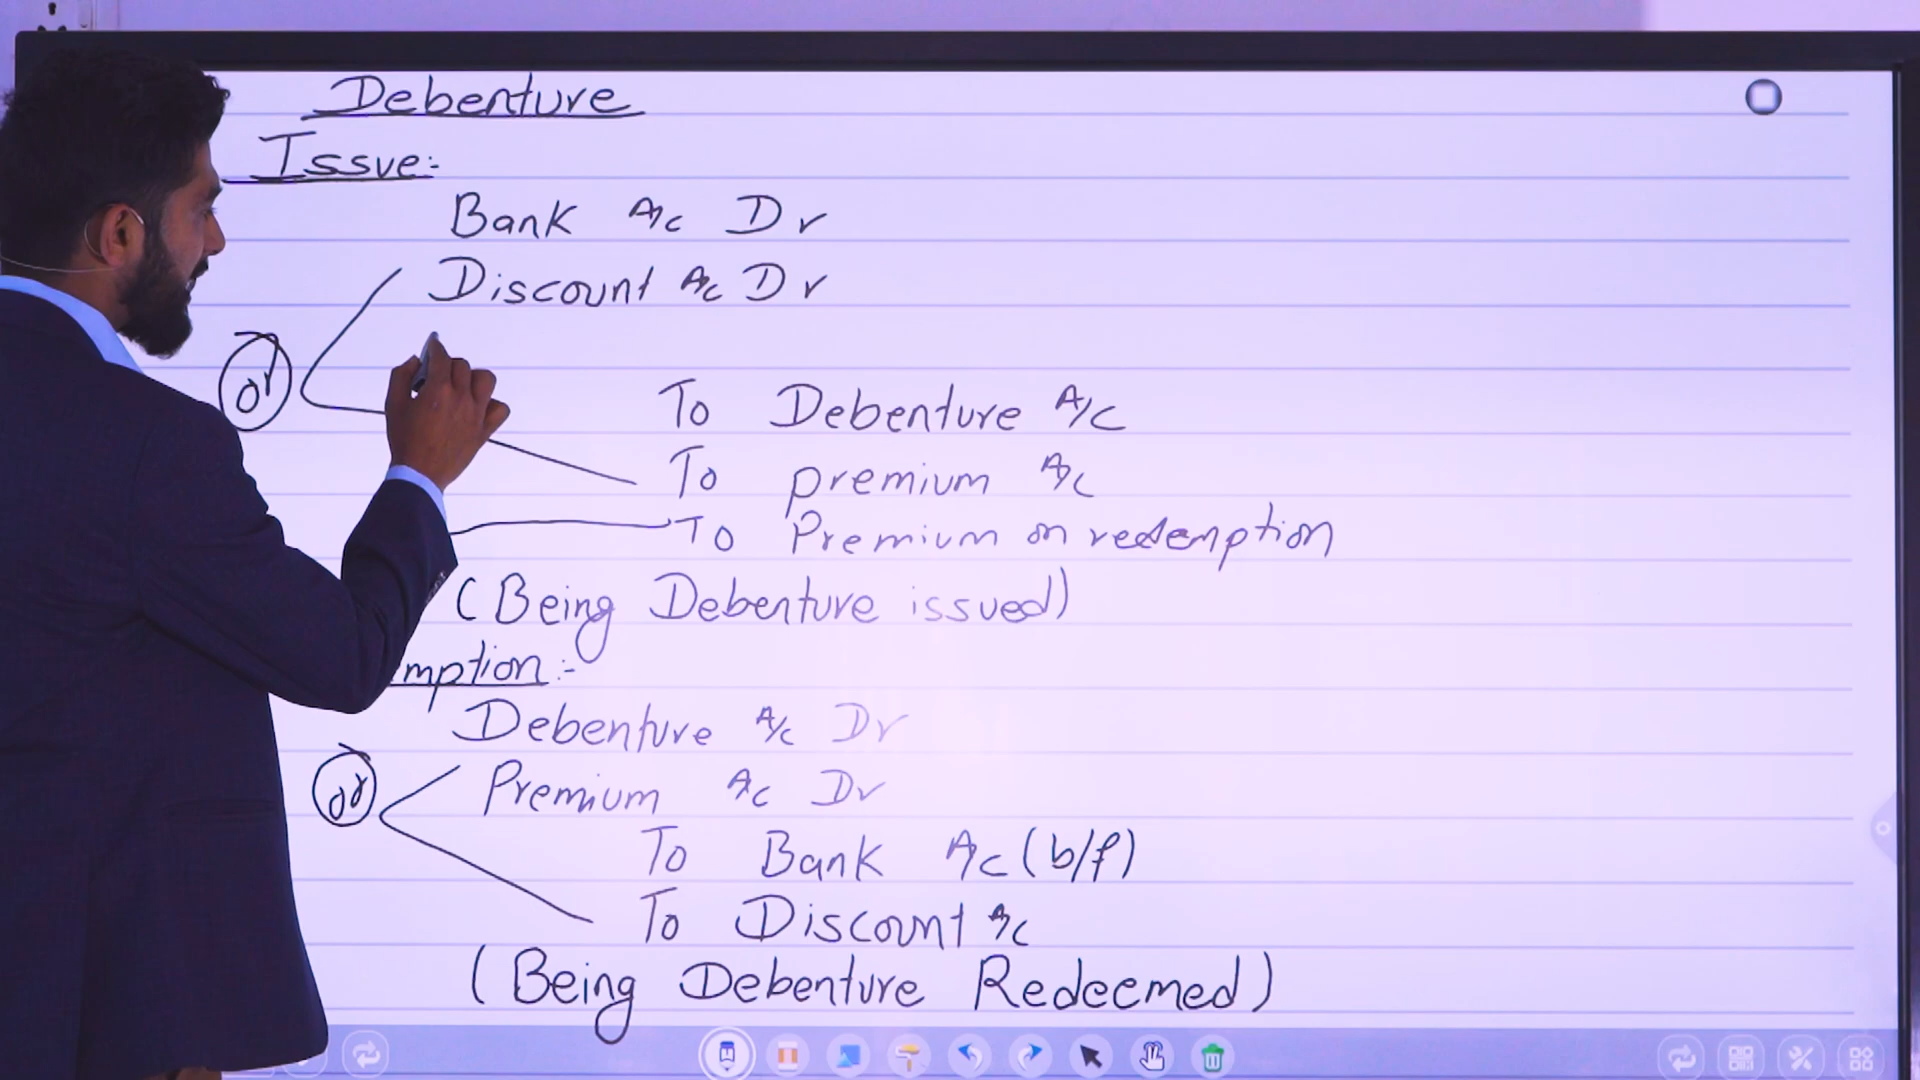 Debenture
Issue:-
Bank A/c Dr
Discount A/c Dr
or
To Debenture A/C
To premium A/c
To Premium on redemption
(Being Debenture issued)
mption:-
Debenture A/c Dr
or
Premium A/c Dr
To Bank A/c (b/f)
To Discount A/c
(Being Debenture Redeemed)